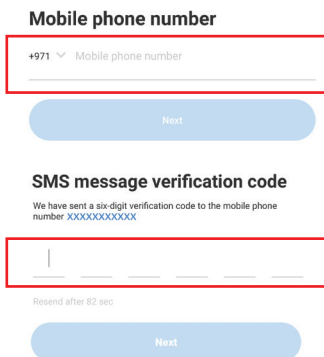 Mobile phone number
+971 Mobile phone number
Next
SMS message verification code
We have sent a six-digit verification code to the mobile phone
number XXXXXXXXXXX
Resend after 82 sec
Next